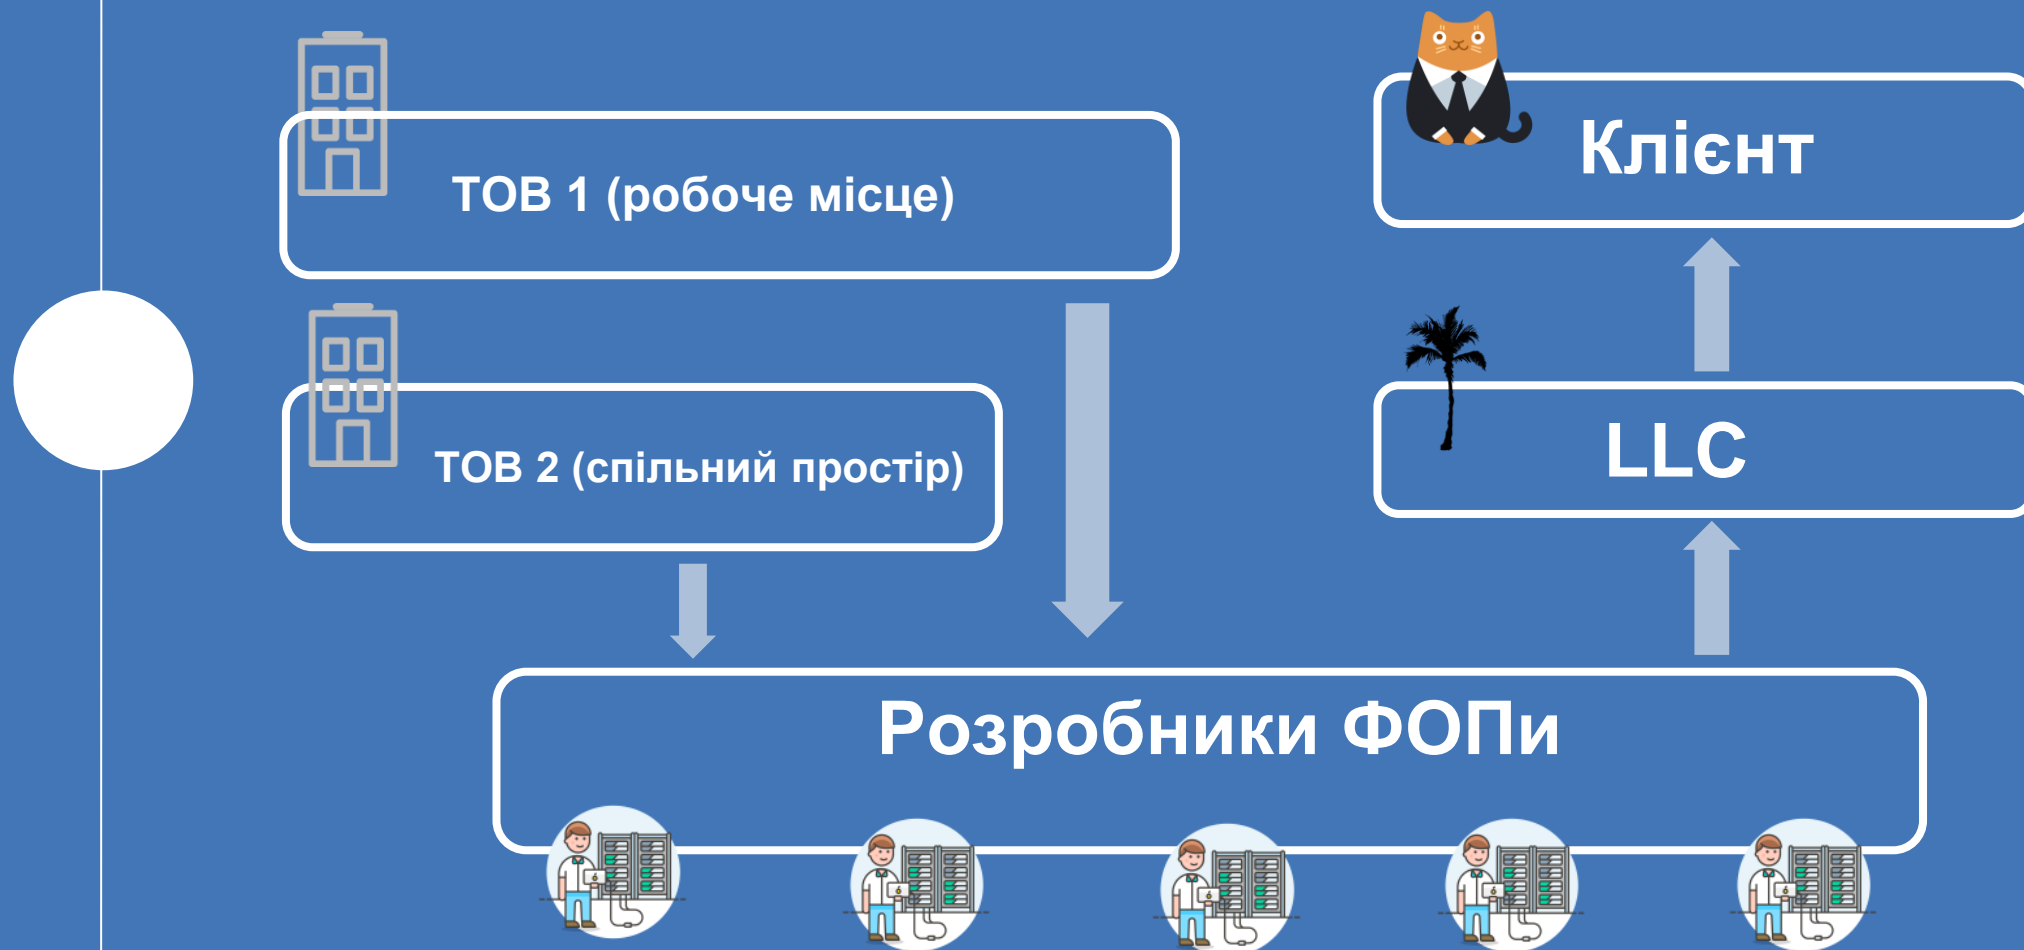 ТОВ 1 (робоче місце)
Клієнт
ТОВ 2 (спільний простір)
LLC
Розробники ФОПи